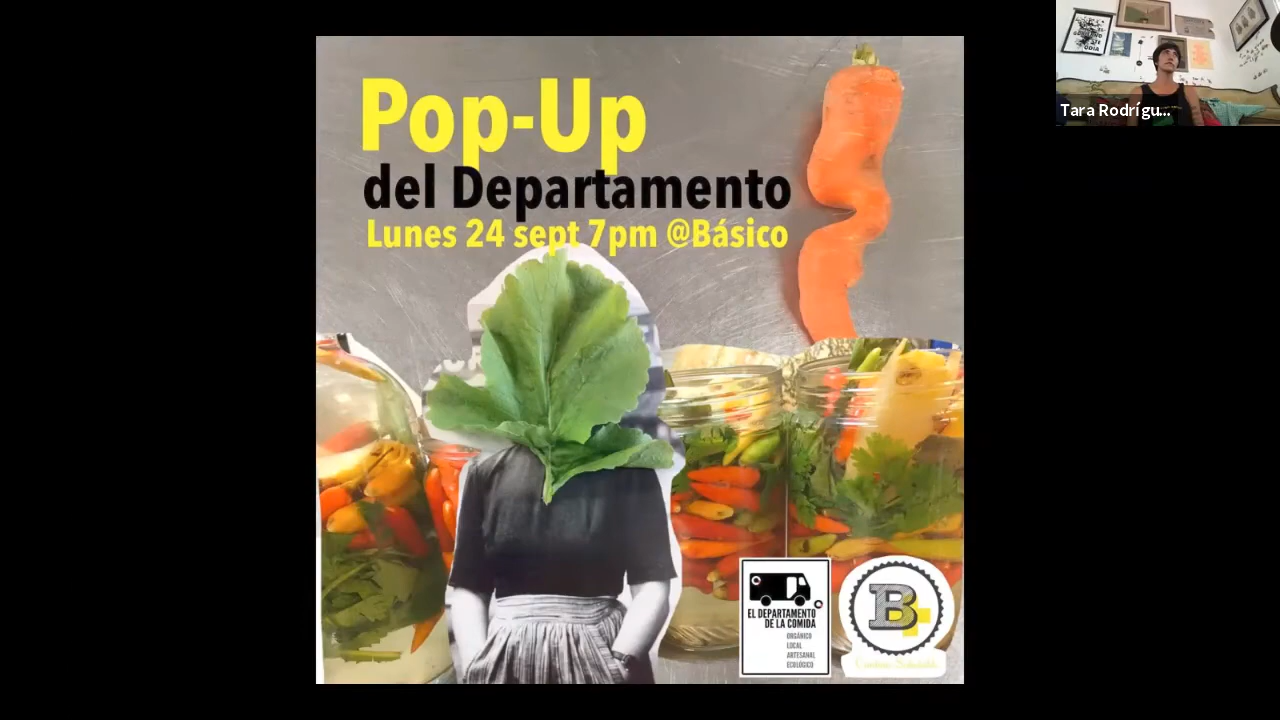 Pop-Up
del Departamento
Lunes 24 sept 7pm @Básico
EL DEPARTAMENTO
DE LA COMIDA
ORGÁNICO
LOCAL
ARTESANAL
ECOLÓGICO
B+
Tara Rodrígu...